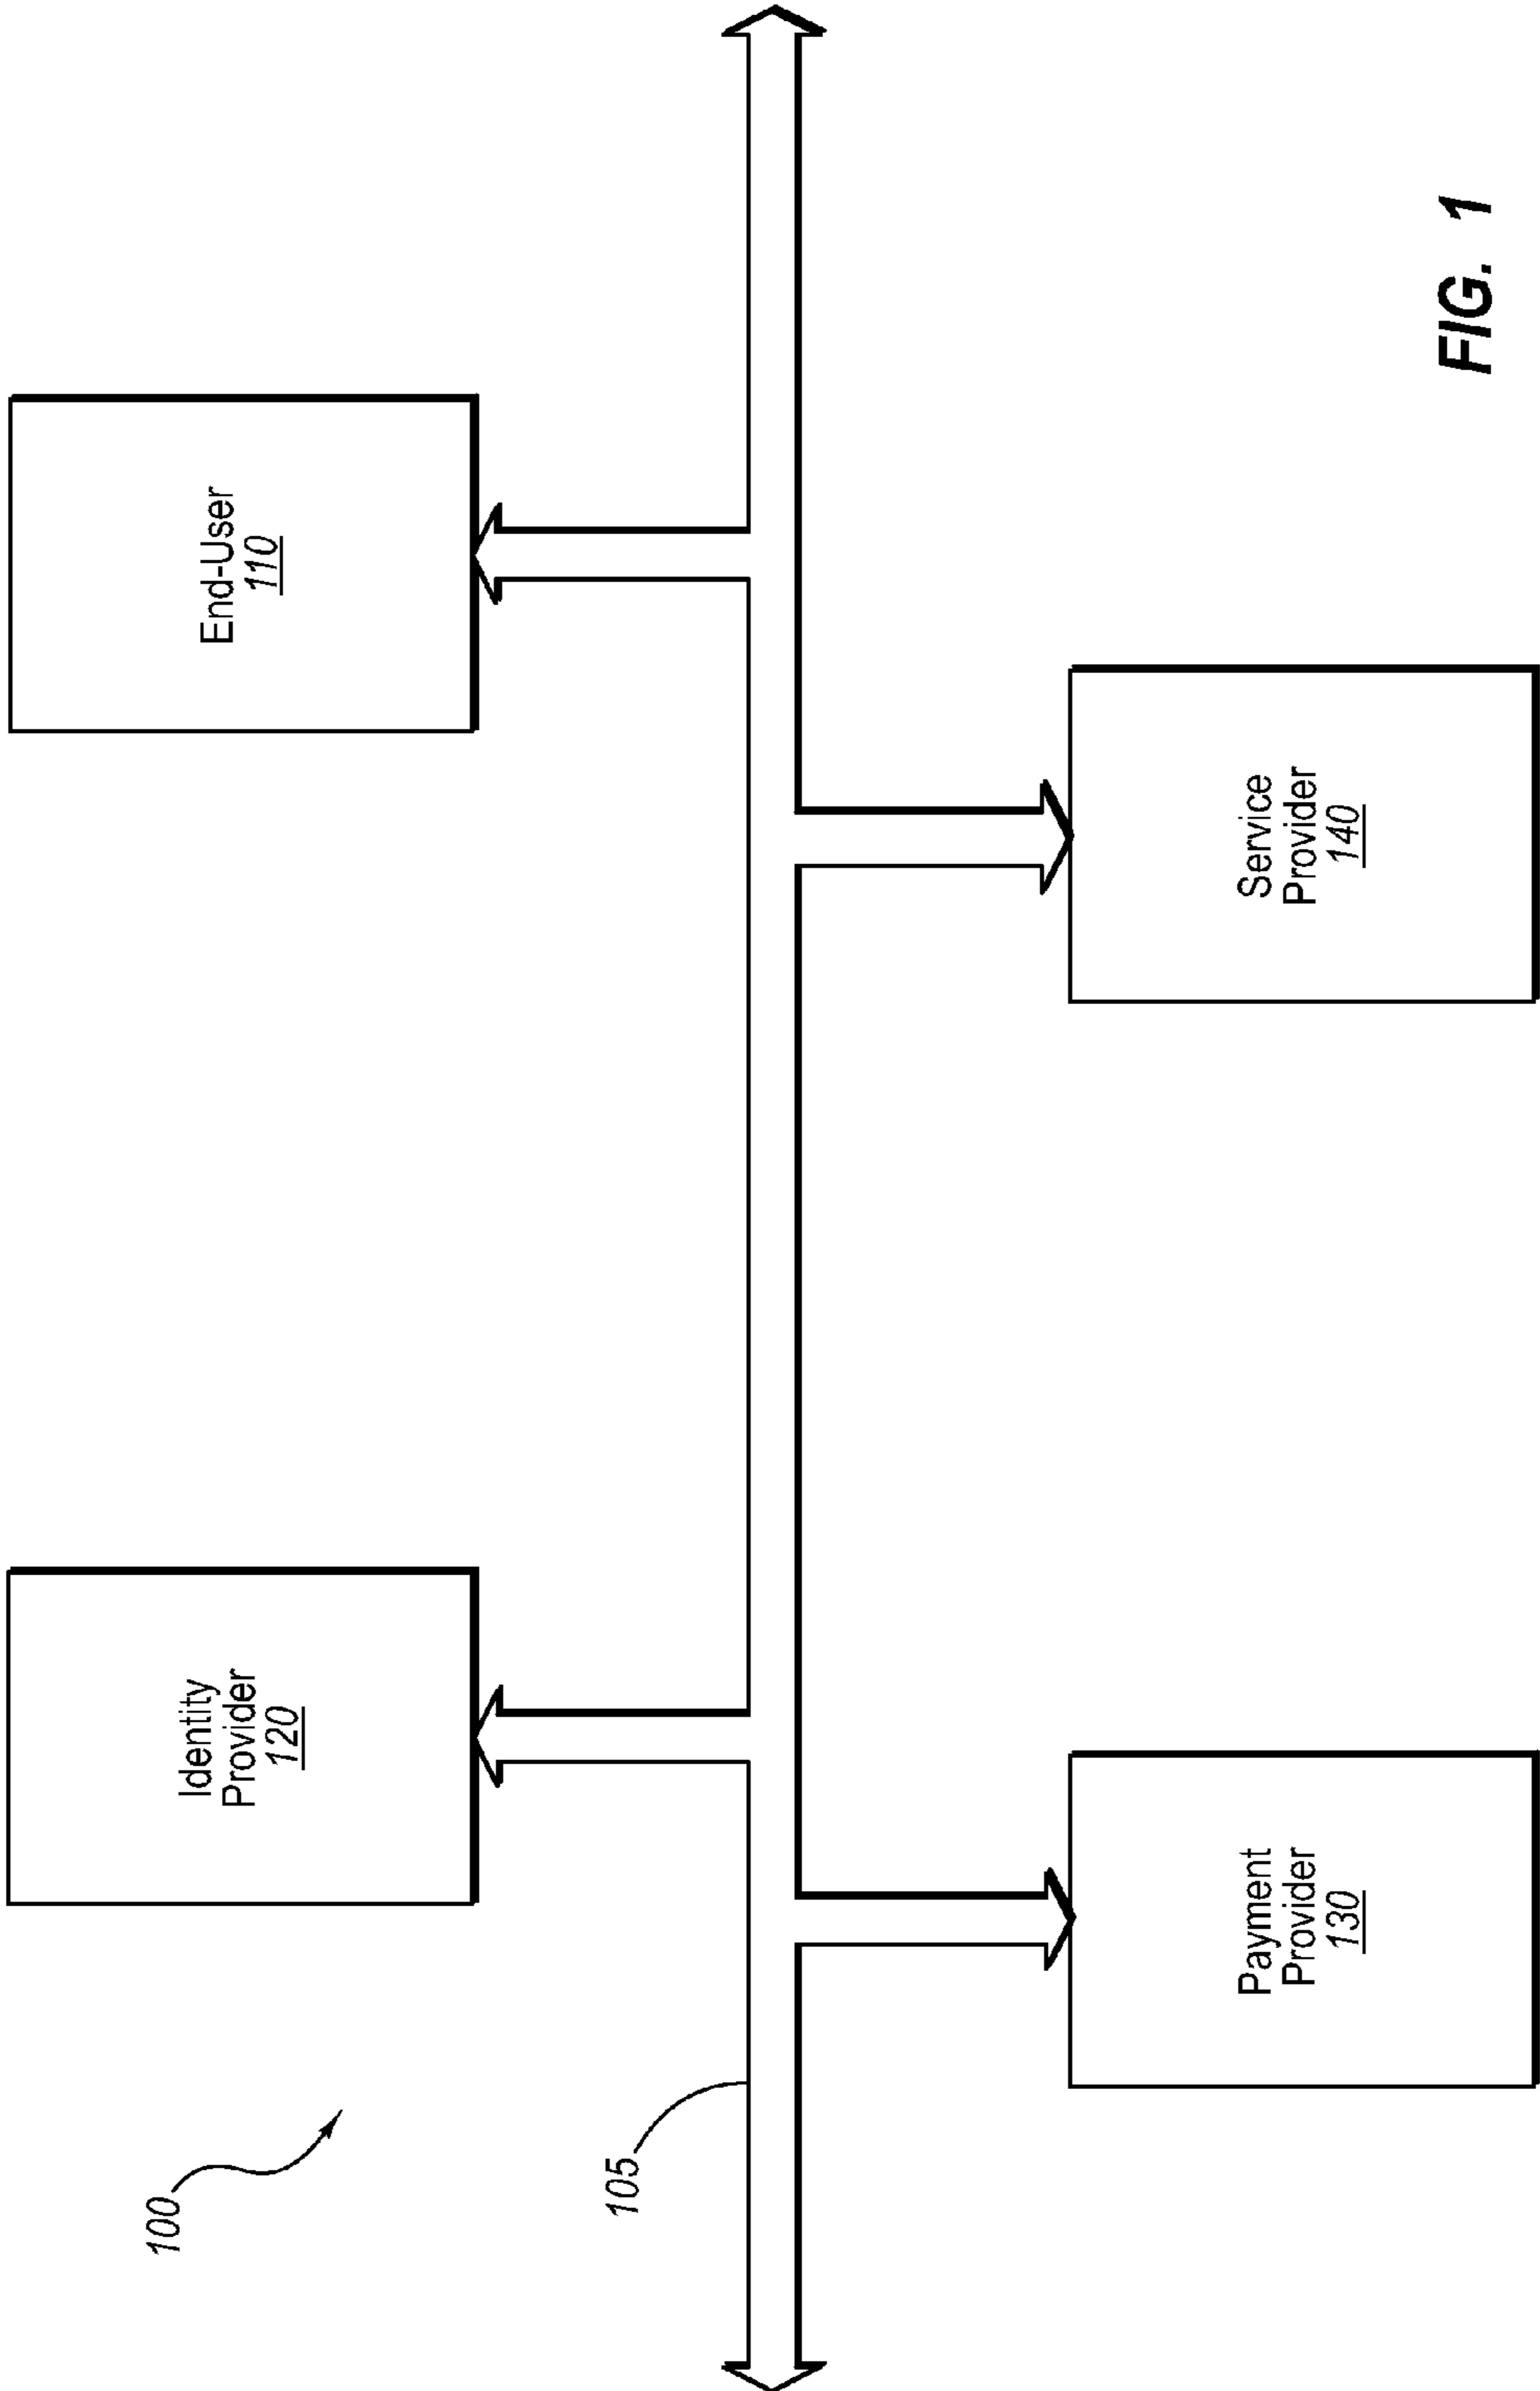 100
Identity
Provider
120
End-User
110
105
Payment
Provider
130
Service
Provider
140
FIG. 1